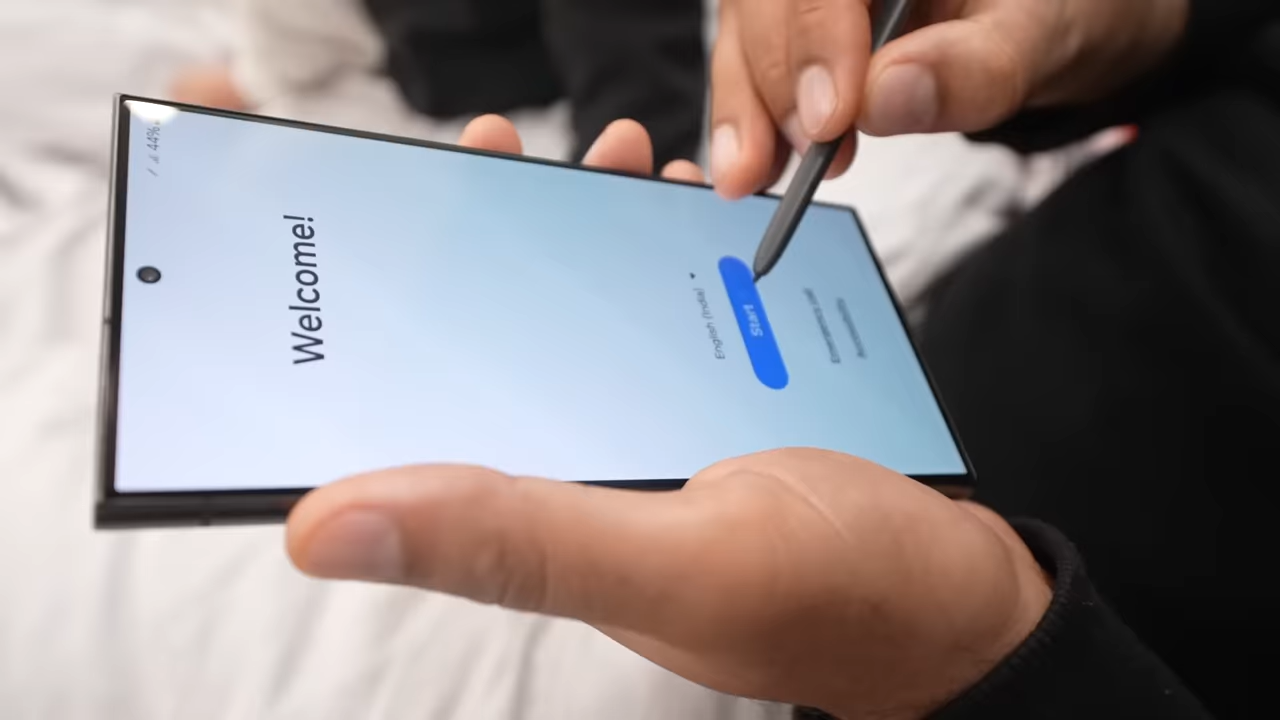 44%
Welcome!
English (India)
Start
Emergency call
Accessibility